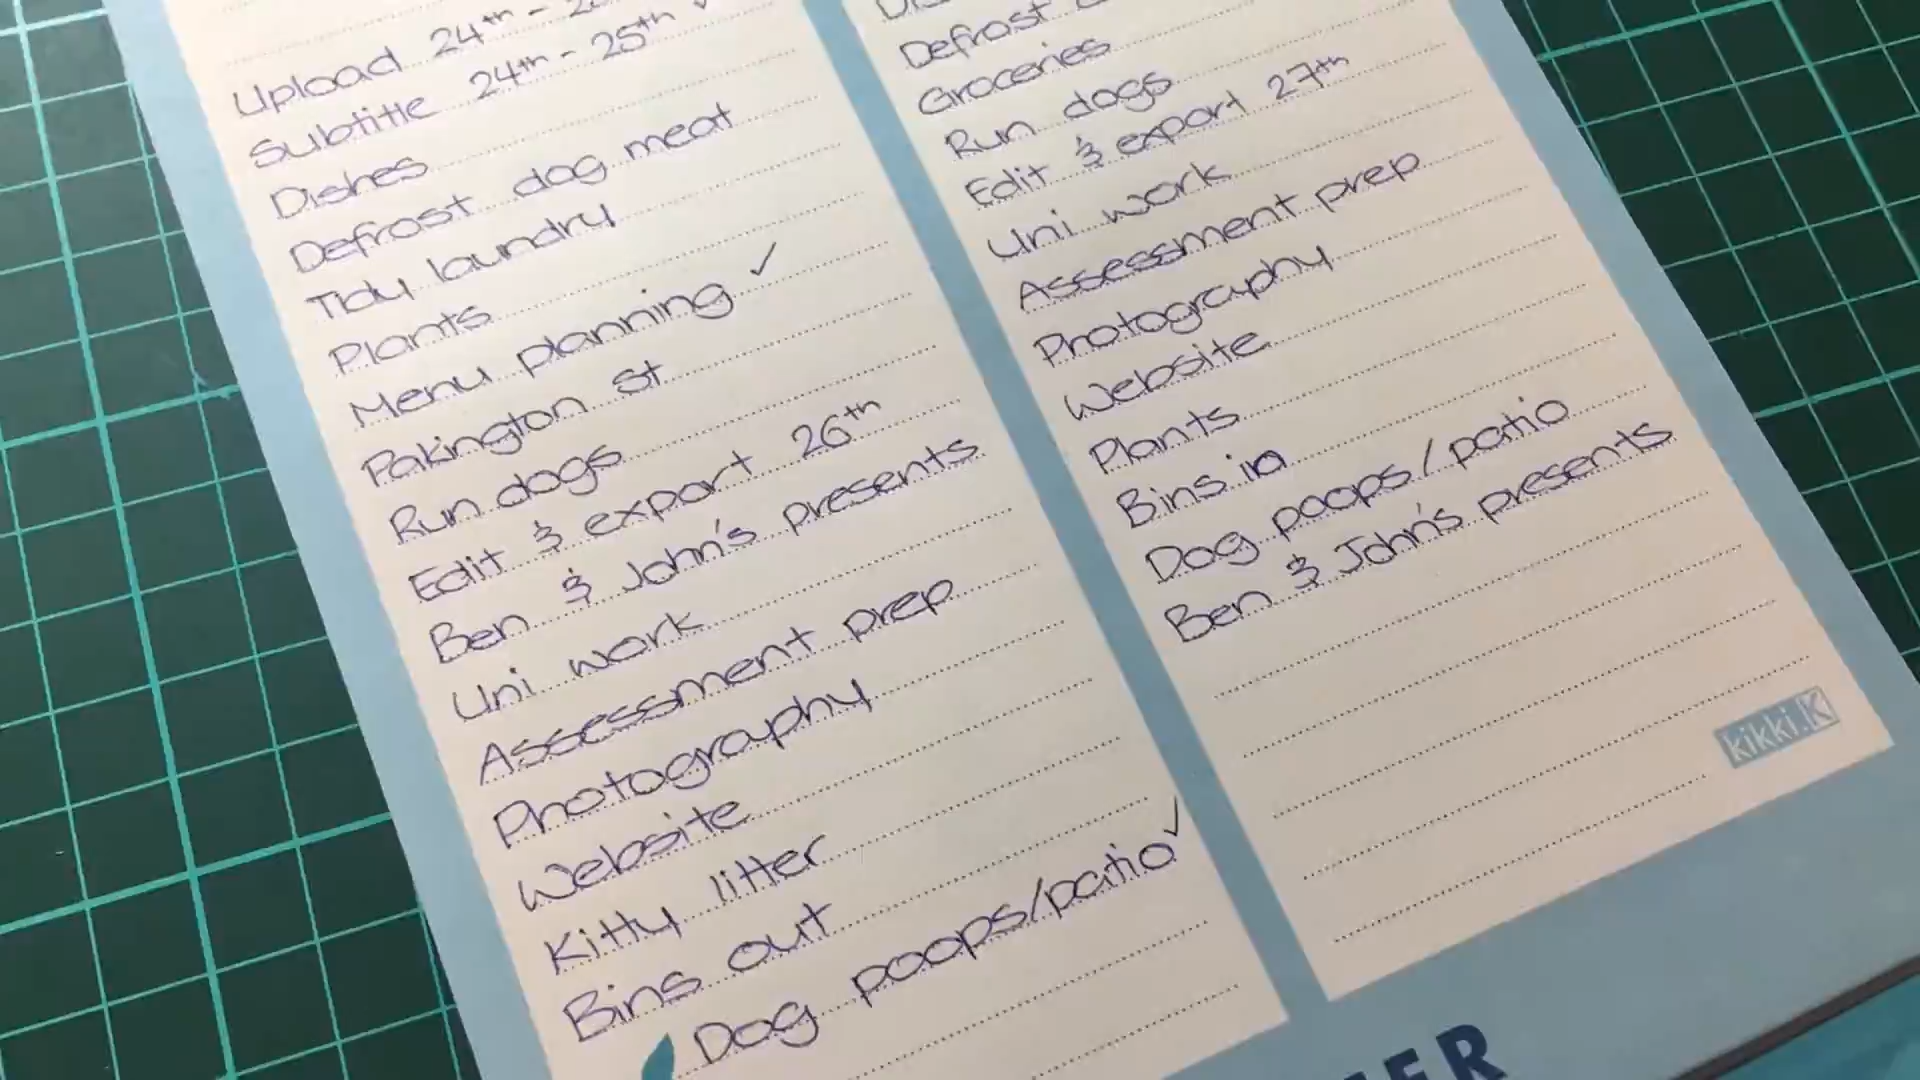 Upload 24th -
Subtitle 24th - 25th ✓
Dishes
Defrost dog meat
Tidy laundry
Plants
Menu planning ✓
Pakington st
Run dogs
Edit & export 26th
Ben & John's presents
Uni work
Assessment prep
Photography
Website
Kitty litter
Bins out
Dog poops/patio ✓
Defrost
Groceries
Run dogs
Edit & export 27th
Uni work
Assessment prep
Photography
Website
Plants
Bins in
Dog poops/patio
Ben & John's presents
kikki.K